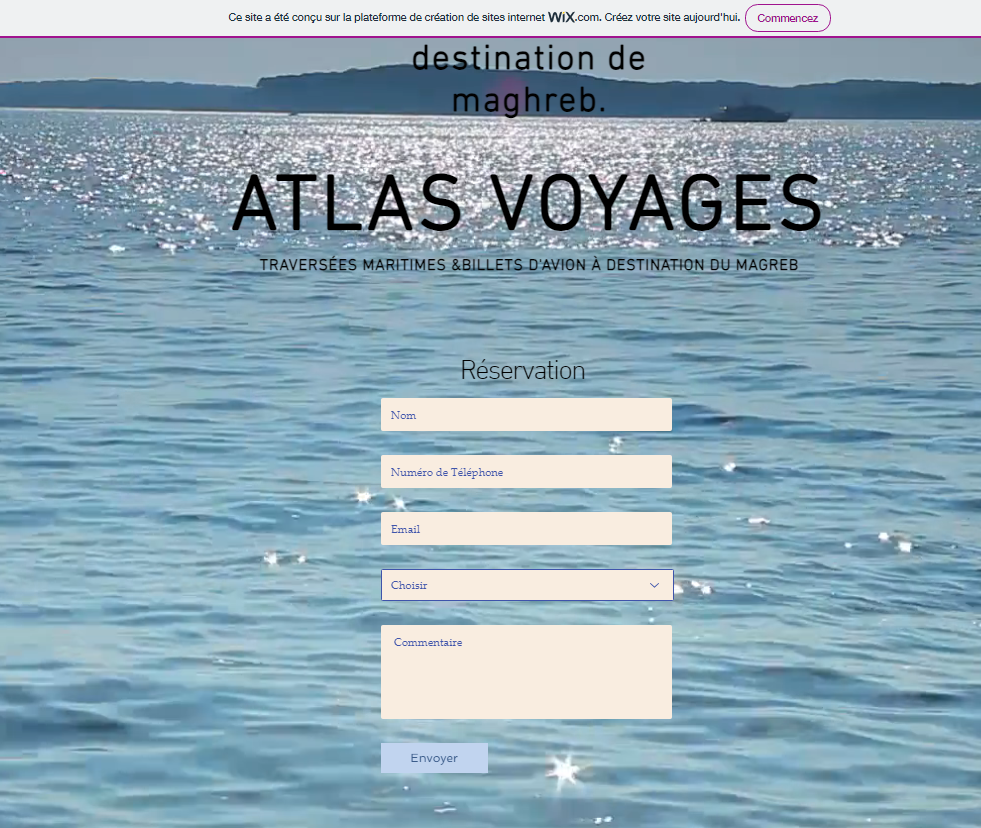 Ce site a été conçu sur la plateforme de création de sites internet WiX.com. Créez votre site aujourd'hui. Commencez
destination de
maghreb.
ATLAS VOYAGES
TRAVERSÉES MARITIMES &BILLETS D'AVION À DESTINATION DU MAGREB
Réservation
Nom
Numéro de Téléphone
Email
Choisir
Commentaire
Envoyer